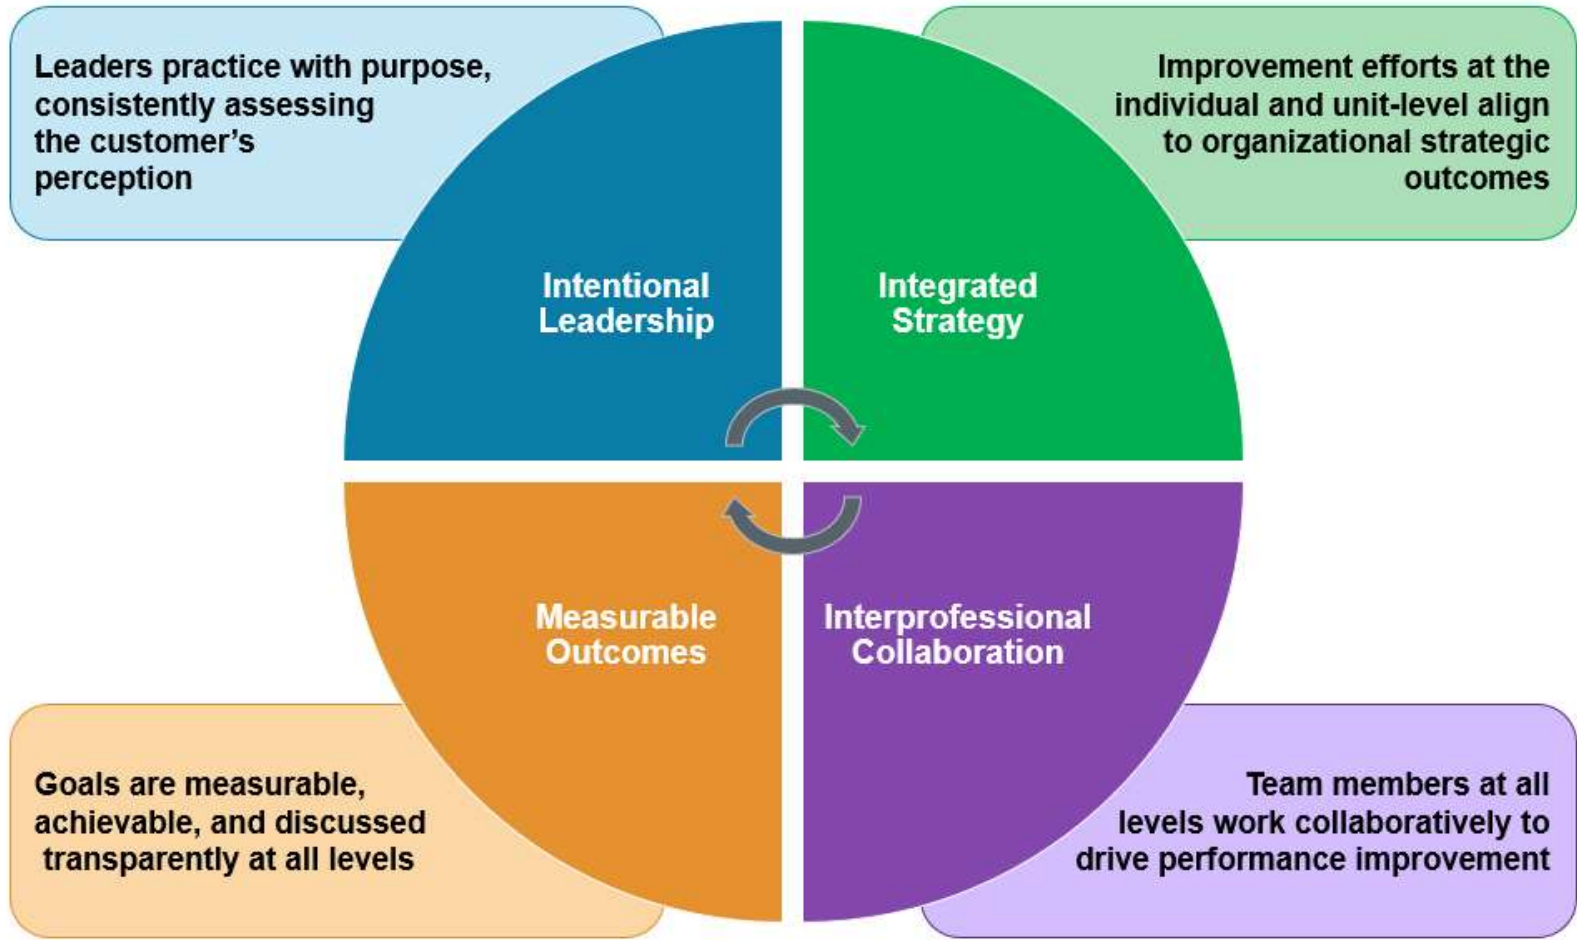 Leaders practice with purpose,
consistently assessing
the customer’s
perception
Improvement efforts at the
individual and unit-level align
to organizational strategic
outcomes
Intentional
Leadership
Integrated
Strategy
Measurable
Outcomes
Interprofessional
Collaboration
Goals are measurable,
achievable, and discussed
transparently at all levels
Team members at all
levels work collaboratively to
drive performance improvement